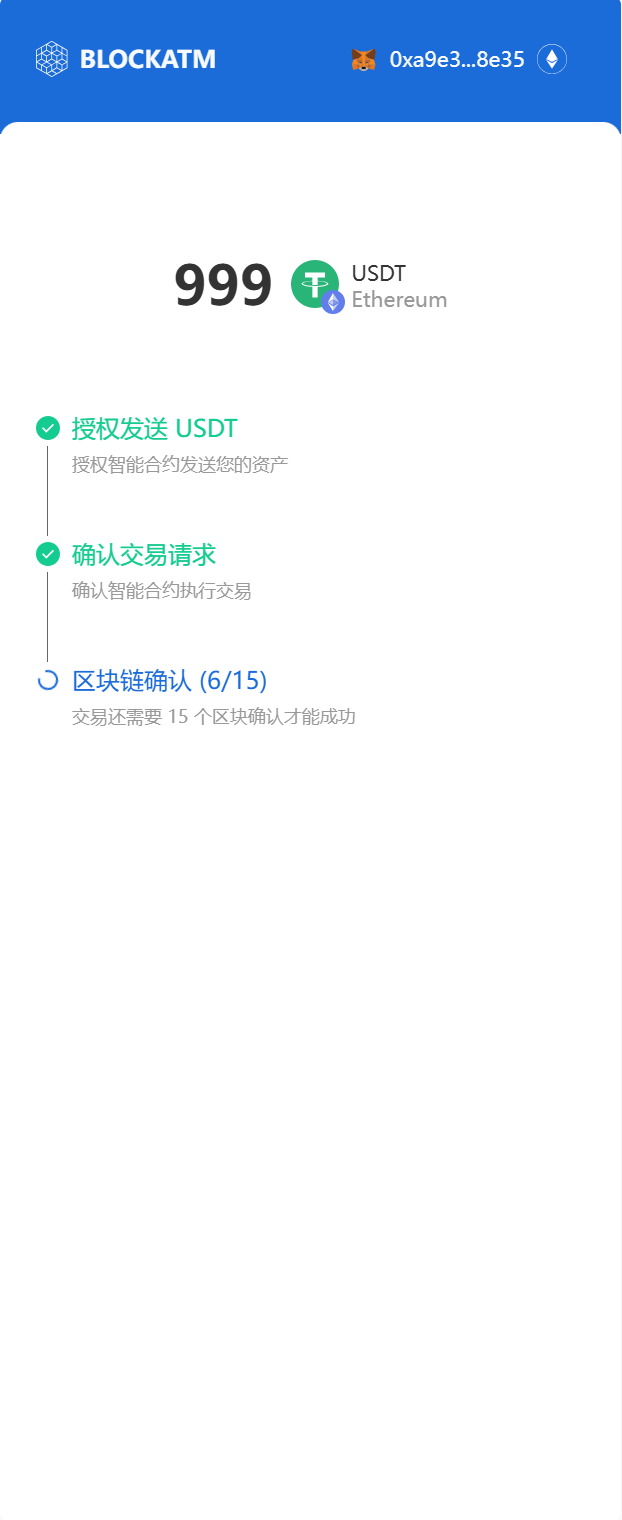 BLOCKATM
0xa9e3...8e35
999
USDT
Ethereum
授权发送 USDT
授权智能合约发送您的资产
确认交易请求
确认智能合约执行交易
区块链确认 (6/15)
交易还需要 15 个区块确认才能成功